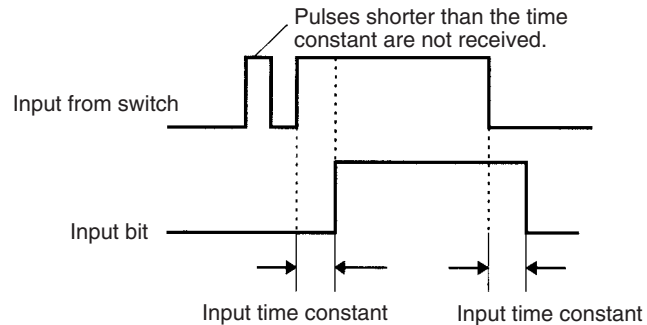 Pulses shorter than the time
constant are not received.
Input from switch
Input bit
Input time constant
Input time constant